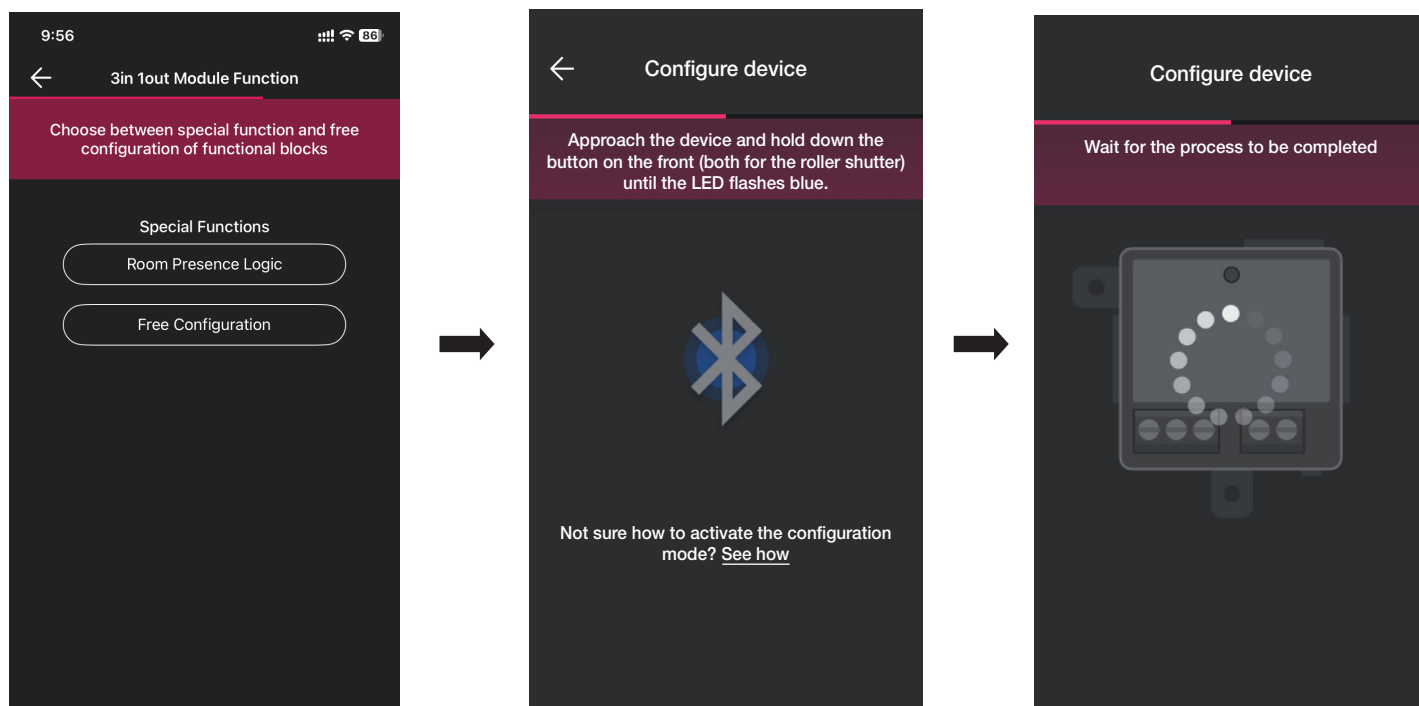 9:56
86
3in 1out Module Function
Choose between special function and free
configuration of functional blocks
Special Functions
Room Presence Logic
Free Configuration
Configure device
Approach the device and hold down the
button on the front (both for the roller shutter)
until the LED flashes blue.
Not sure how to activate the configuration
mode? See how
Configure device
Wait for the process to be completed